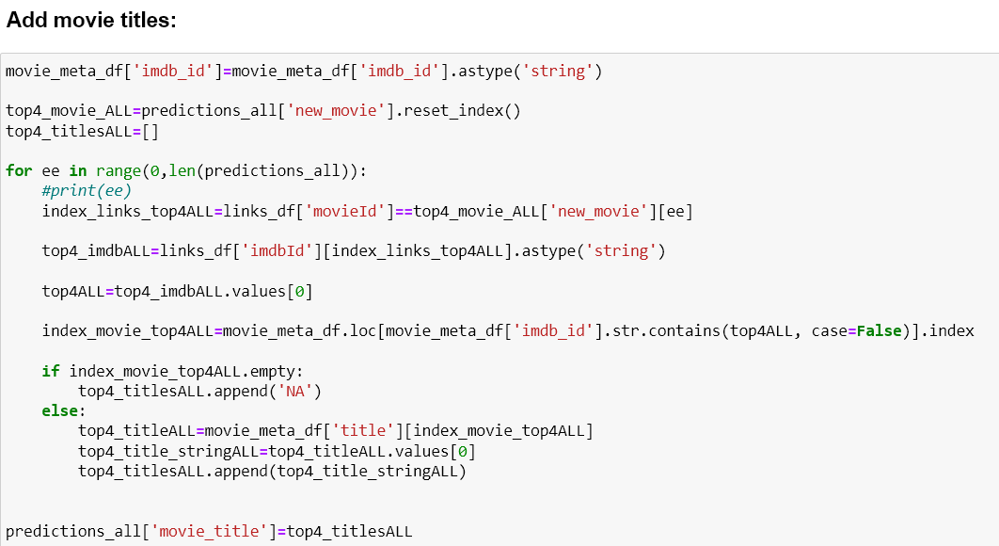 Add movie titles:
movie_meta_df['imdb_id']=movie_meta_df['imdb_id'].astype('string')
top4_movie_ALL=predictions_all['new_movie'].reset_index()
top4_titlesALL=[]
for ee in range(0,len(predictions_all)):
    #print(ee)
    index_links_top4ALL=links_df['movieId']==top4_movie_ALL['new_movie'][ee]
    top4_imdbALL=links_df['imdbId'][index_links_top4ALL].astype('string')
    top4ALL=top4_imdbALL.values[0]
    index_movie_top4ALL=movie_meta_df.loc[movie_meta_df['imdb_id'].str.contains(top4ALL, case=False)].index
    if index_movie_top4ALL.empty:
        top4_titlesALL.append('NA')
    else:
        top4_titleALL=movie_meta_df['title'][index_movie_top4ALL]
        top4_title_stringALL=top4_titleALL.values[0]
        top4_titlesALL.append(top4_title_stringALL)
predictions_all['movie_title']=top4_titlesALL